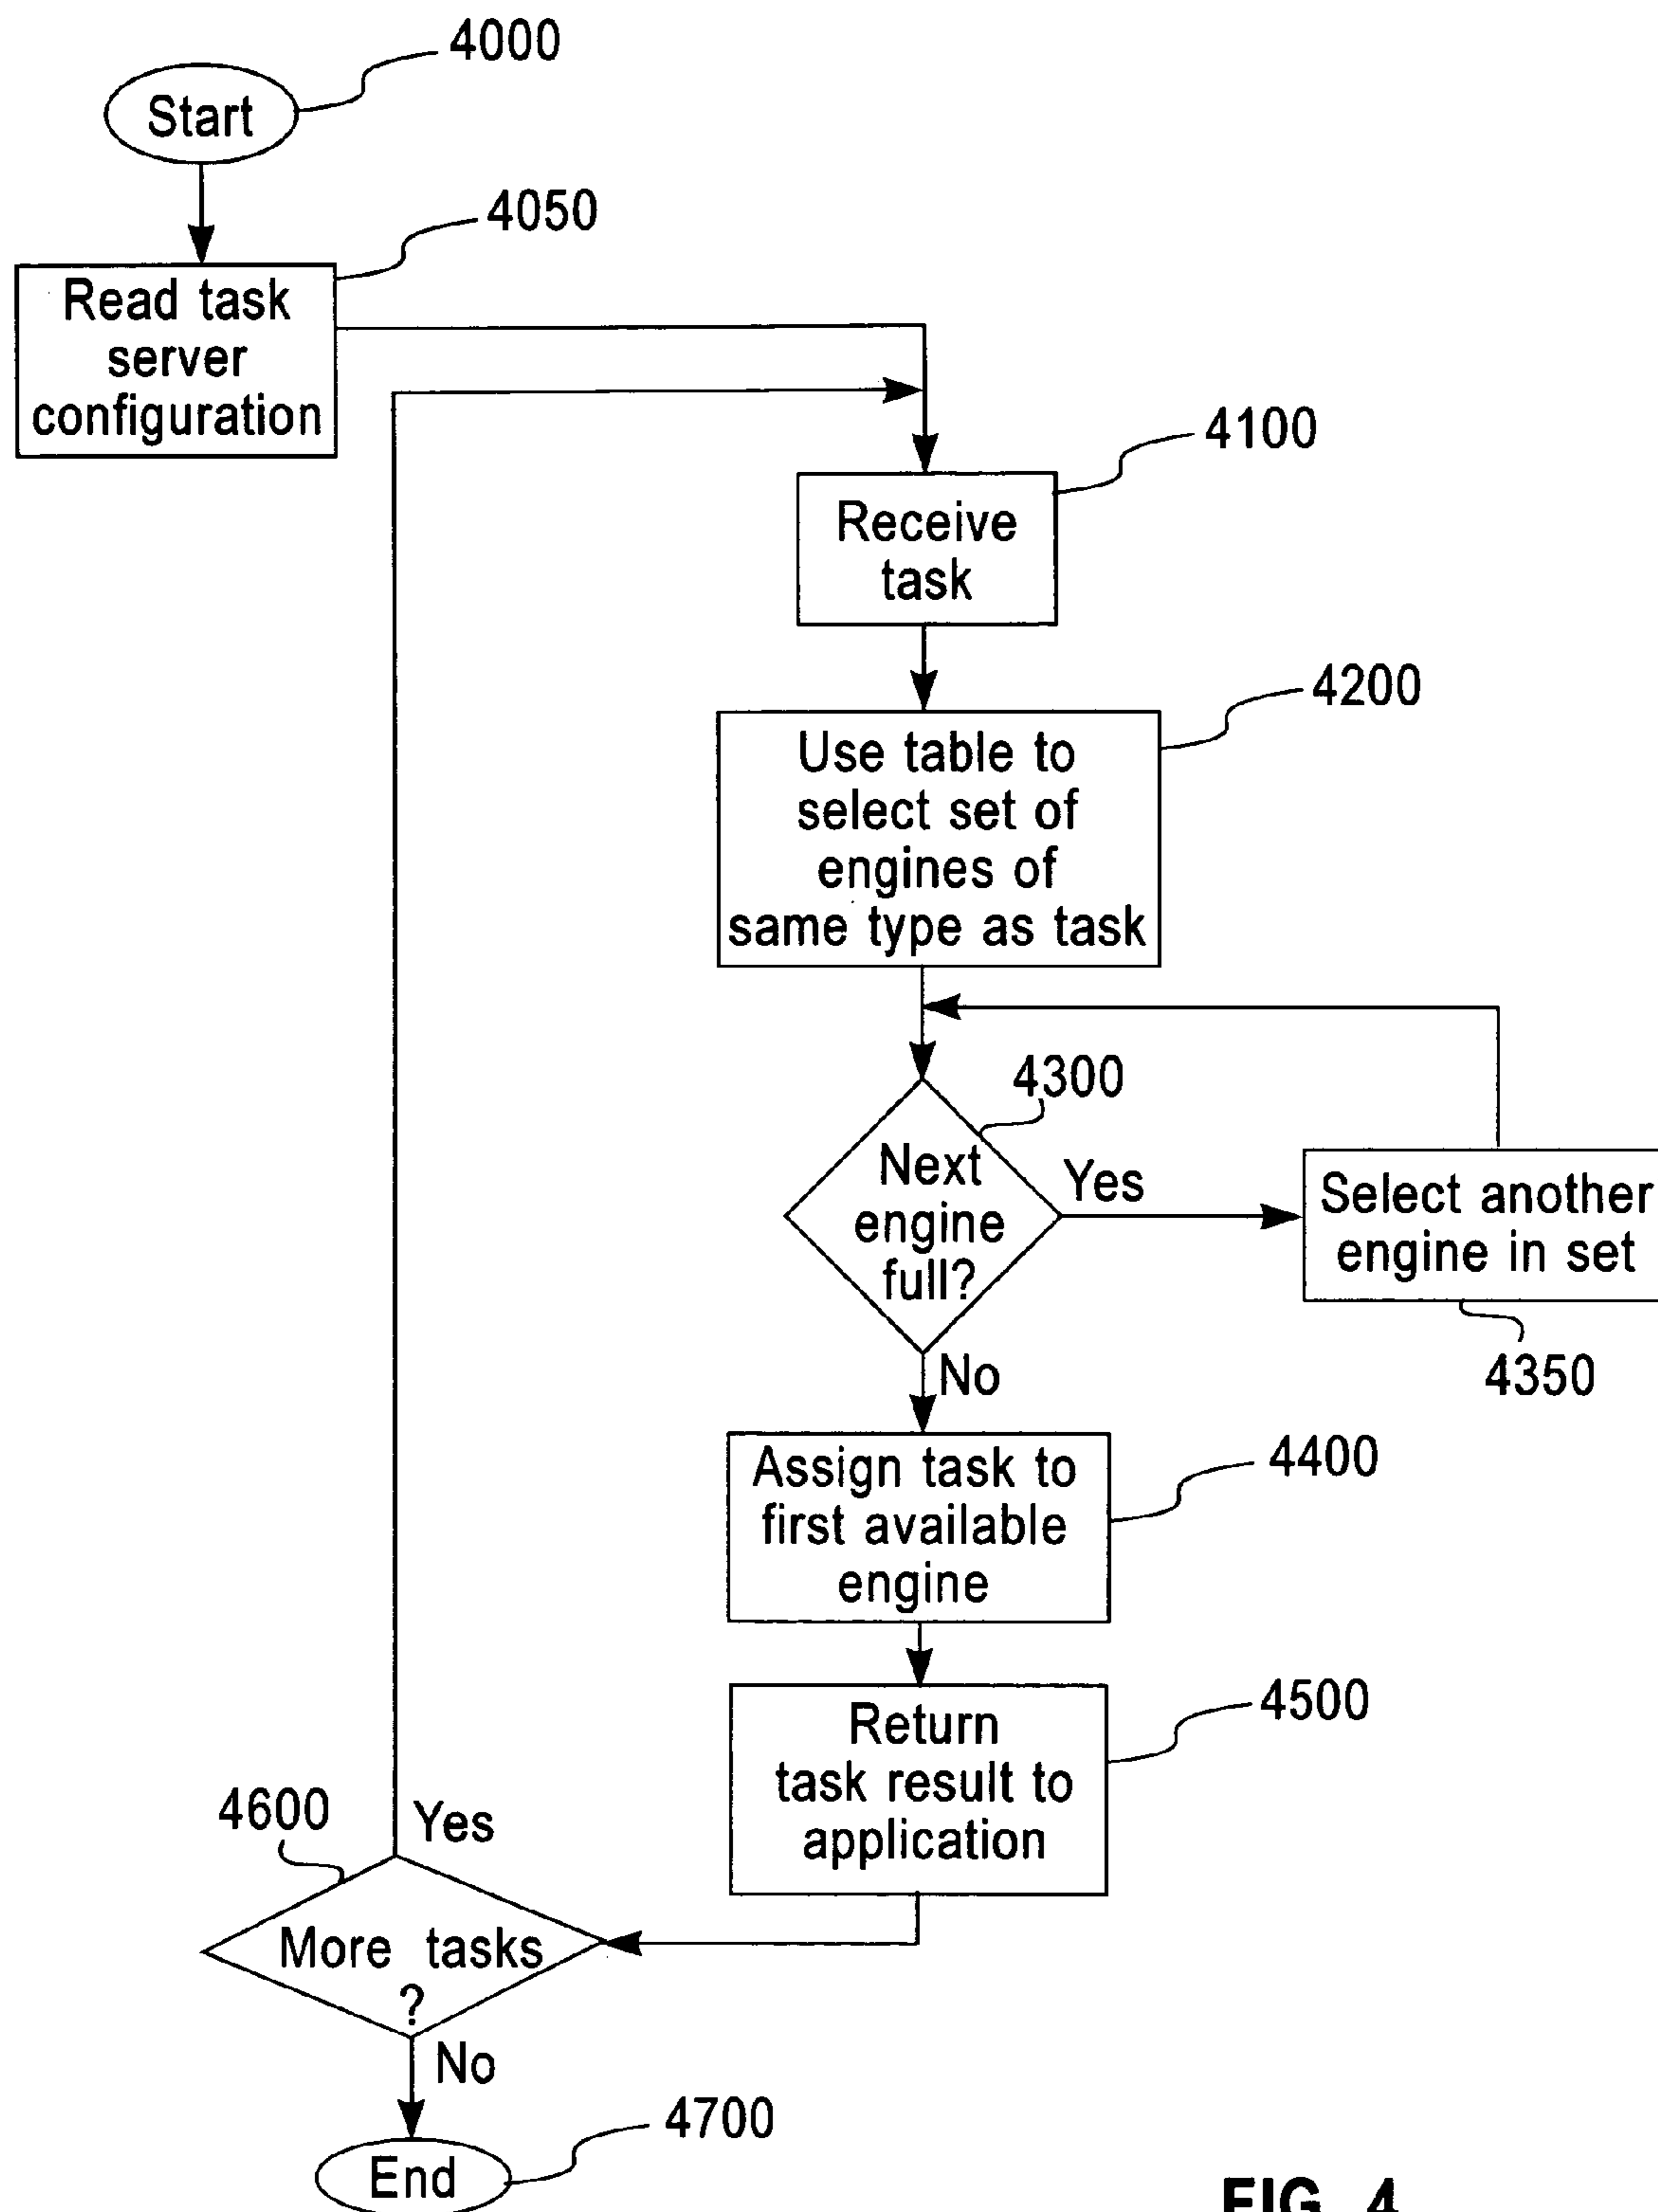 4000
Start
4050
Read task
server
configuration
4100
Receive
task
4200
Use table to
select set of
engines of
same type as task
4300
Next
engine
full?
Yes
Select another
engine in set
4350
No
Assign task to
first available
engine
4400
Return
task result to
application
4500
4600
Yes
More tasks
?
No
4700
End
FIG. 4